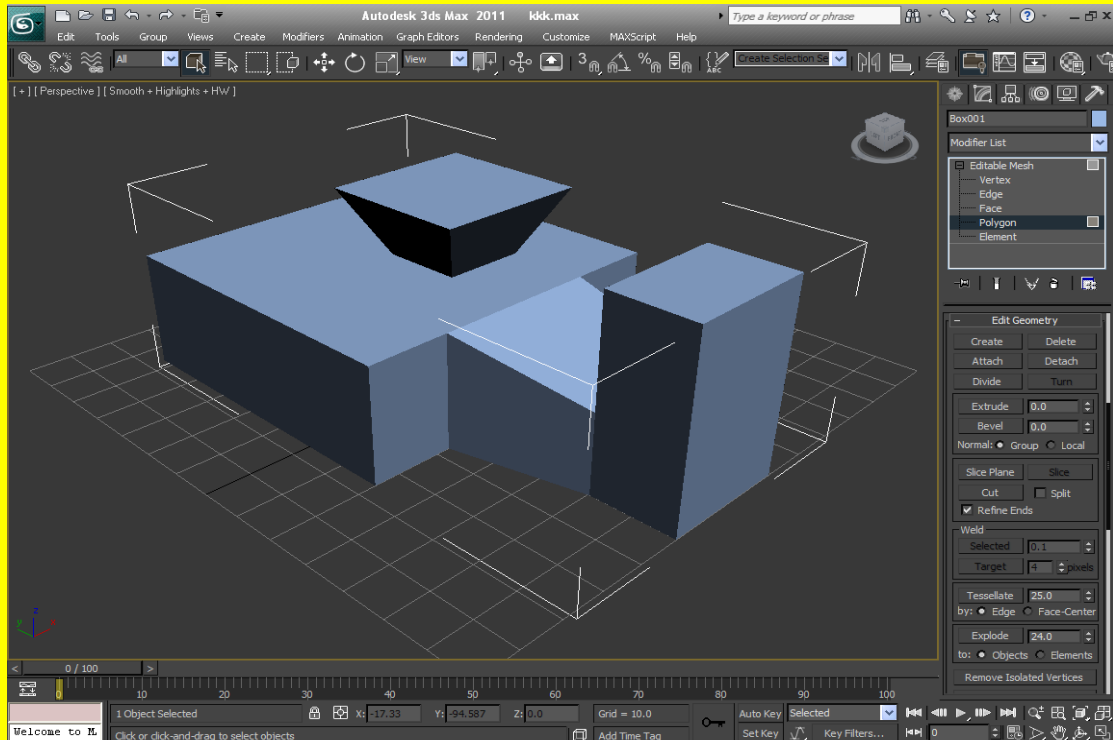 Autodesk 3ds Max 2011 kkk.max
Type a keyword or phrase
Edit Tools Group Views Create Modifiers Animation Graph Editors Rendering Customize MAXScript Help
All
View
3
%
ABC
Create Selection Se
[ + ] [ Perspective ] [ Smooth + Highlights + HW ]
Box001
Modifier List
Editable Mesh
Vertex
Edge
Face
Polygon
Element
- Edit Geometry
Create Delete
Attach Detach
Divide Turn
Extrude 0.0
Bevel 0.0
Normal: Group Local
Slice Plane Slice
Cut Split
Refine Ends
Weld
Selected 0.1
Target 4 pixels
Tessellate 25.0
by: Edge Face-Center
Explode 24.0
to: Objects Elements
Remove Isolated Vertices
z
y x
< 0 / 100 >
0 10 20 30 40 50 60 70 80 90 100
1 Object Selected X: -17.33 Y: -94.587 Z: 0.0 Grid = 10.0 Auto Key Selected
Welcome to M Click or click-and-drag to select objects Add Time Tag Set Key Key Filters... 0